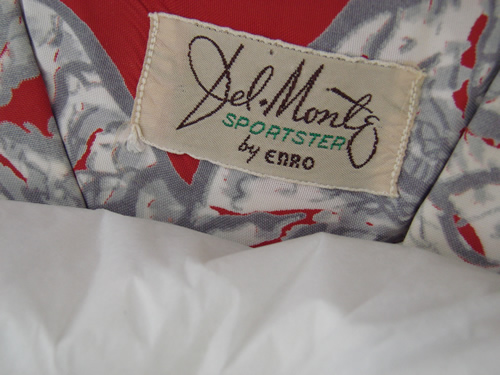 Del. Monte
SPORTSTER
by ENRO